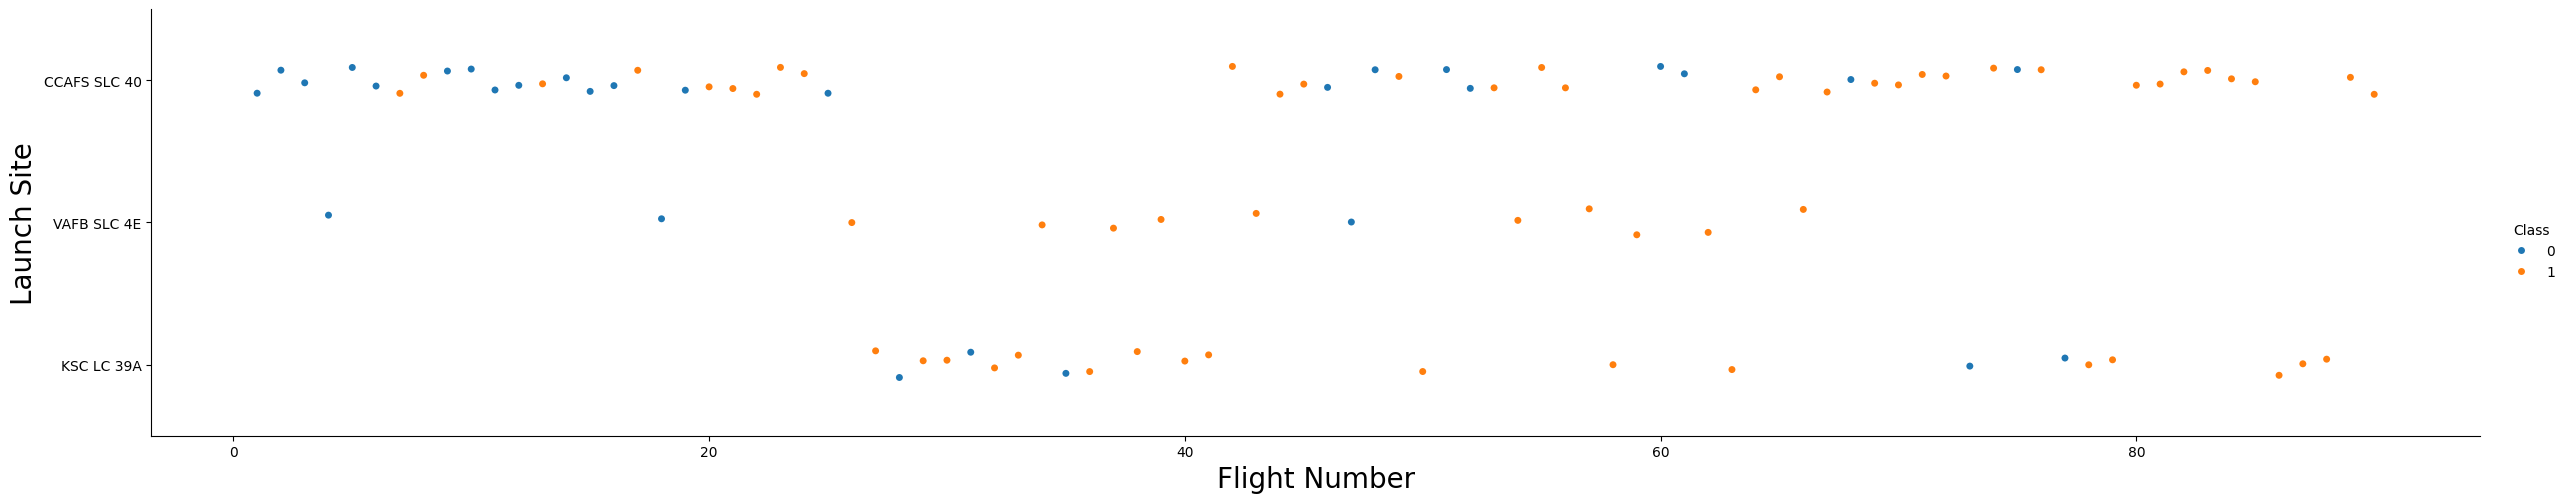 Launch Site
CCAFS SLC 40
VAFB SLC 4E
KSC LC 39A
0 20 40 60 80
Flight Number
Class
0
1